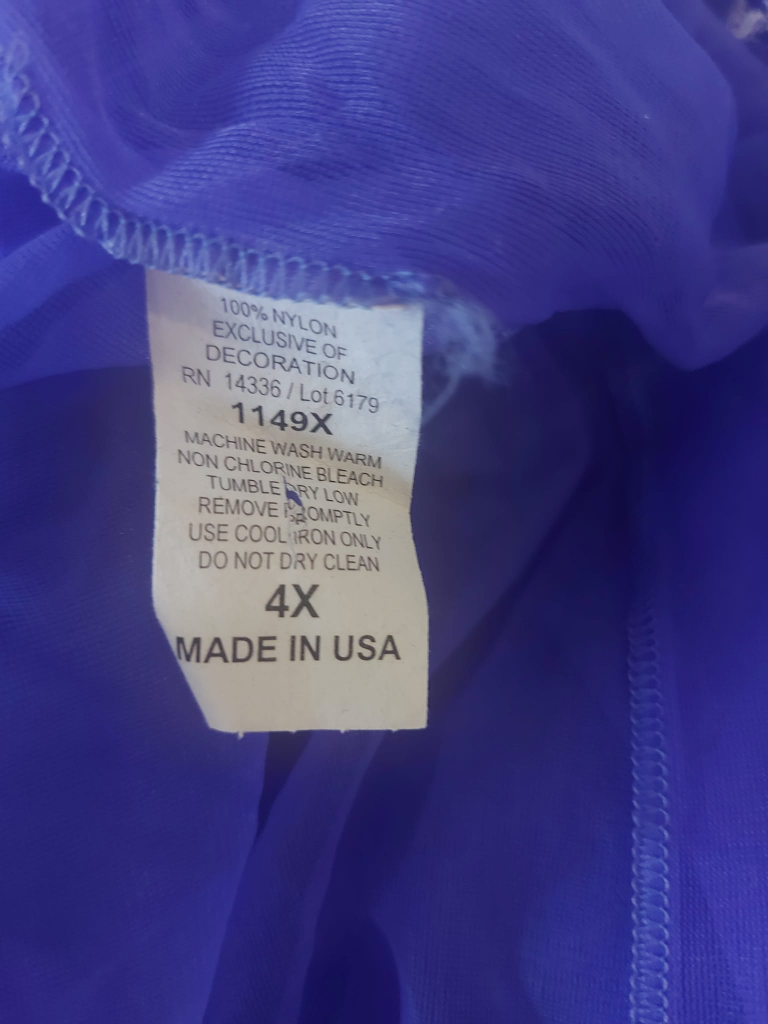 100% NYLON
EXCLUSIVE OF
DECORATION
RN 14336 / Lot 6179
1149X
MACHINE WASH WARM
NON CHLORINE BLEACH
TUMBLE DRY LOW
REMOVE PROMPTLY
USE COOL IRON ONLY
DO NOT DRY CLEAN
4X
MADE IN USA